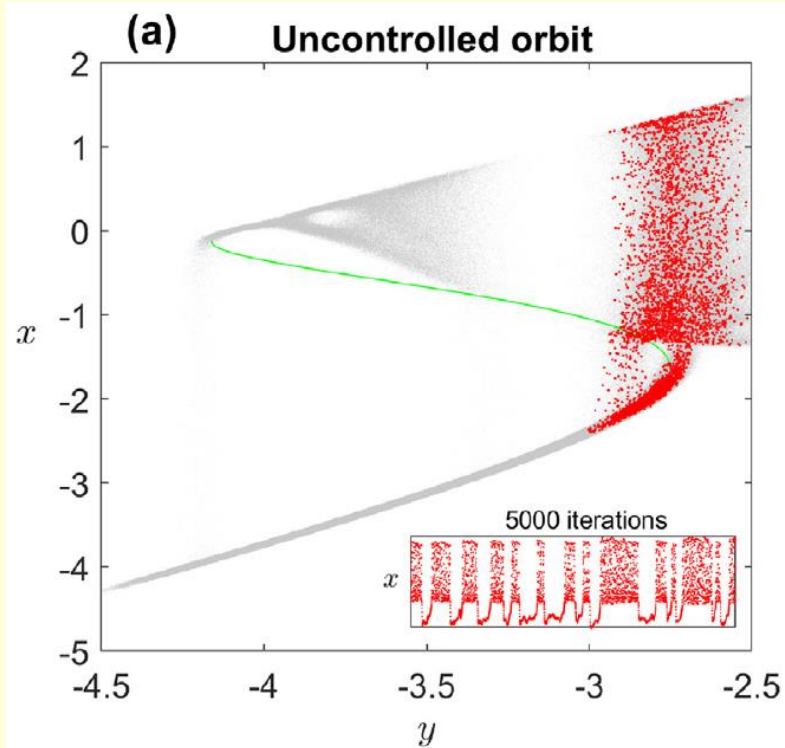 (a)
Uncontrolled orbit
2
1
0
-1
-2
-3
-4
-5
x
5000 iterations
x
-4.5 -4 -3.5 -3 -2.5
y